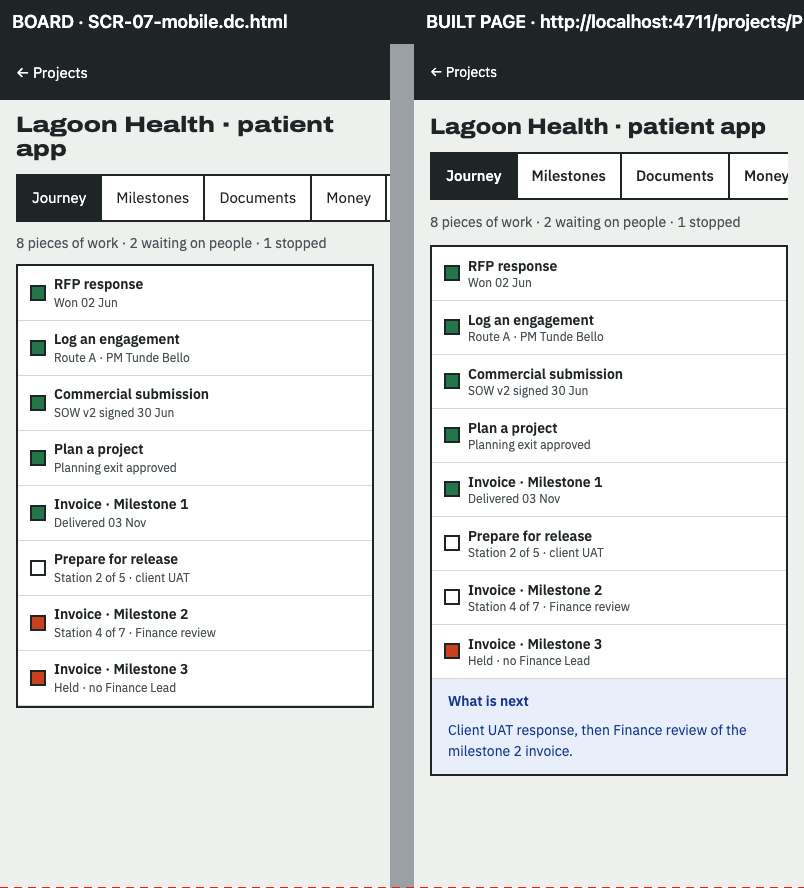 BOARD · SCR-07-mobile.dc.html
← Projects
Lagoon Health · patient
app
Journey
Milestones
Documents
Money
8 pieces of work · 2 waiting on people · 1 stopped
RFP response
Won 02 Jun
Log an engagement
Route A · PM Tunde Bello
Commercial submission
SOW v2 signed 30 Jun
Plan a project
Planning exit approved
Invoice · Milestone 1
Delivered 03 Nov
Prepare for release
Station 2 of 5 · client UAT
Invoice · Milestone 2
Station 4 of 7 · Finance review
Invoice · Milestone 3
Held · no Finance Lead
BUILT PAGE · http://localhost:4711/projects/P
← Projects
Lagoon Health · patient app
Journey
Milestones
Documents
Money
8 pieces of work · 2 waiting on people · 1 stopped
RFP response
Won 02 Jun
Log an engagement
Route A · PM Tunde Bello
Commercial submission
SOW v2 signed 30 Jun
Plan a project
Planning exit approved
Invoice · Milestone 1
Delivered 03 Nov
Prepare for release
Station 2 of 5 · client UAT
Invoice · Milestone 2
Station 4 of 7 · Finance review
Invoice · Milestone 3
Held · no Finance Lead
What is next
Client UAT response, then Finance review of the
milestone 2 invoice.